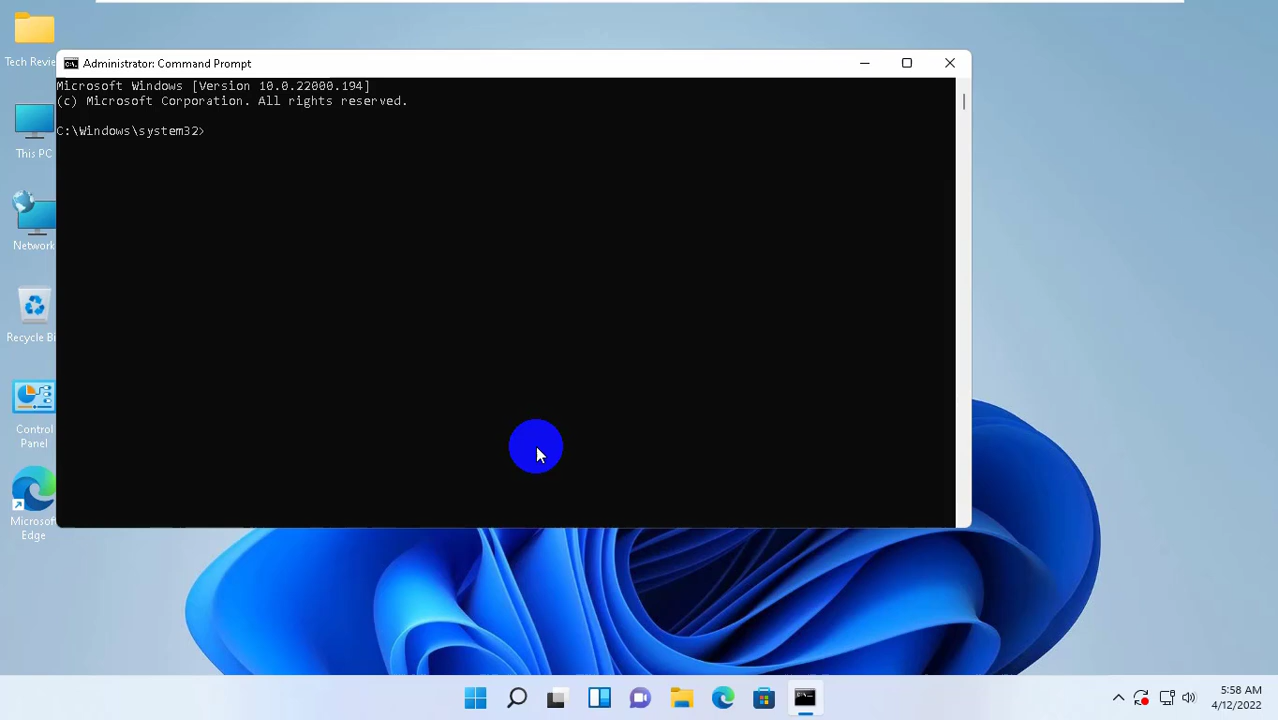 Tech Revie
Administrator: Command Prompt
Microsoft Windows [Version 10.0.22000.194]
(c) Microsoft Corporation. All rights reserved.
C:\Windows\system32>
This PC
Network
Recycle Bi
Control
Panel
Microsof
Edge
5:58 AM
4/12/2022